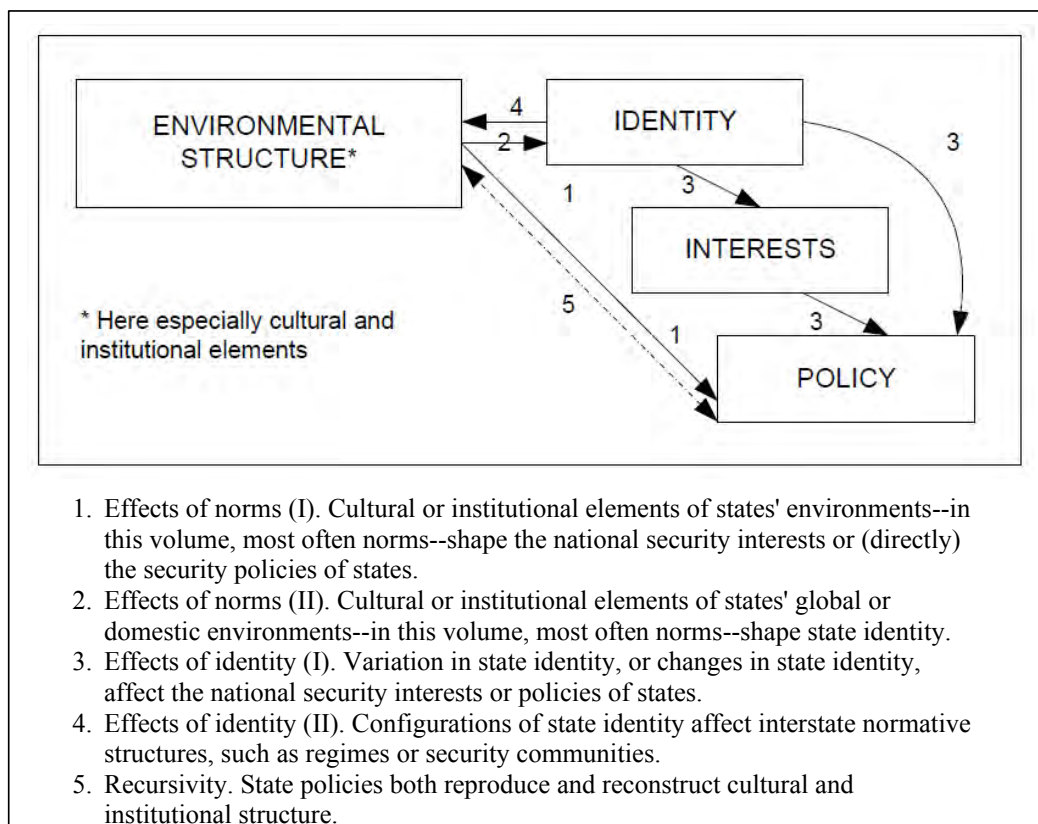 ENVIRONMENTAL
STRUCTURE*
4
2
IDENTITY
3
1
3
INTERESTS
5
* Here especially cultural and
institutional elements
1
3
POLICY
1. Effects of norms (I). Cultural or institutional elements of states' environments--in
this volume, most often norms--shape the national security interests or (directly)
the security policies of states.
2. Effects of norms (II). Cultural or institutional elements of states' global or
domestic environments--in this volume, most often norms--shape state identity.
3. Effects of identity (I). Variation in state identity, or changes in state identity,
affect the national security interests or policies of states.
4. Effects of identity (II). Configurations of state identity affect interstate normative
structures, such as regimes or security communities.
5. Recursivity. State policies both reproduce and reconstruct cultural and
institutional structure.